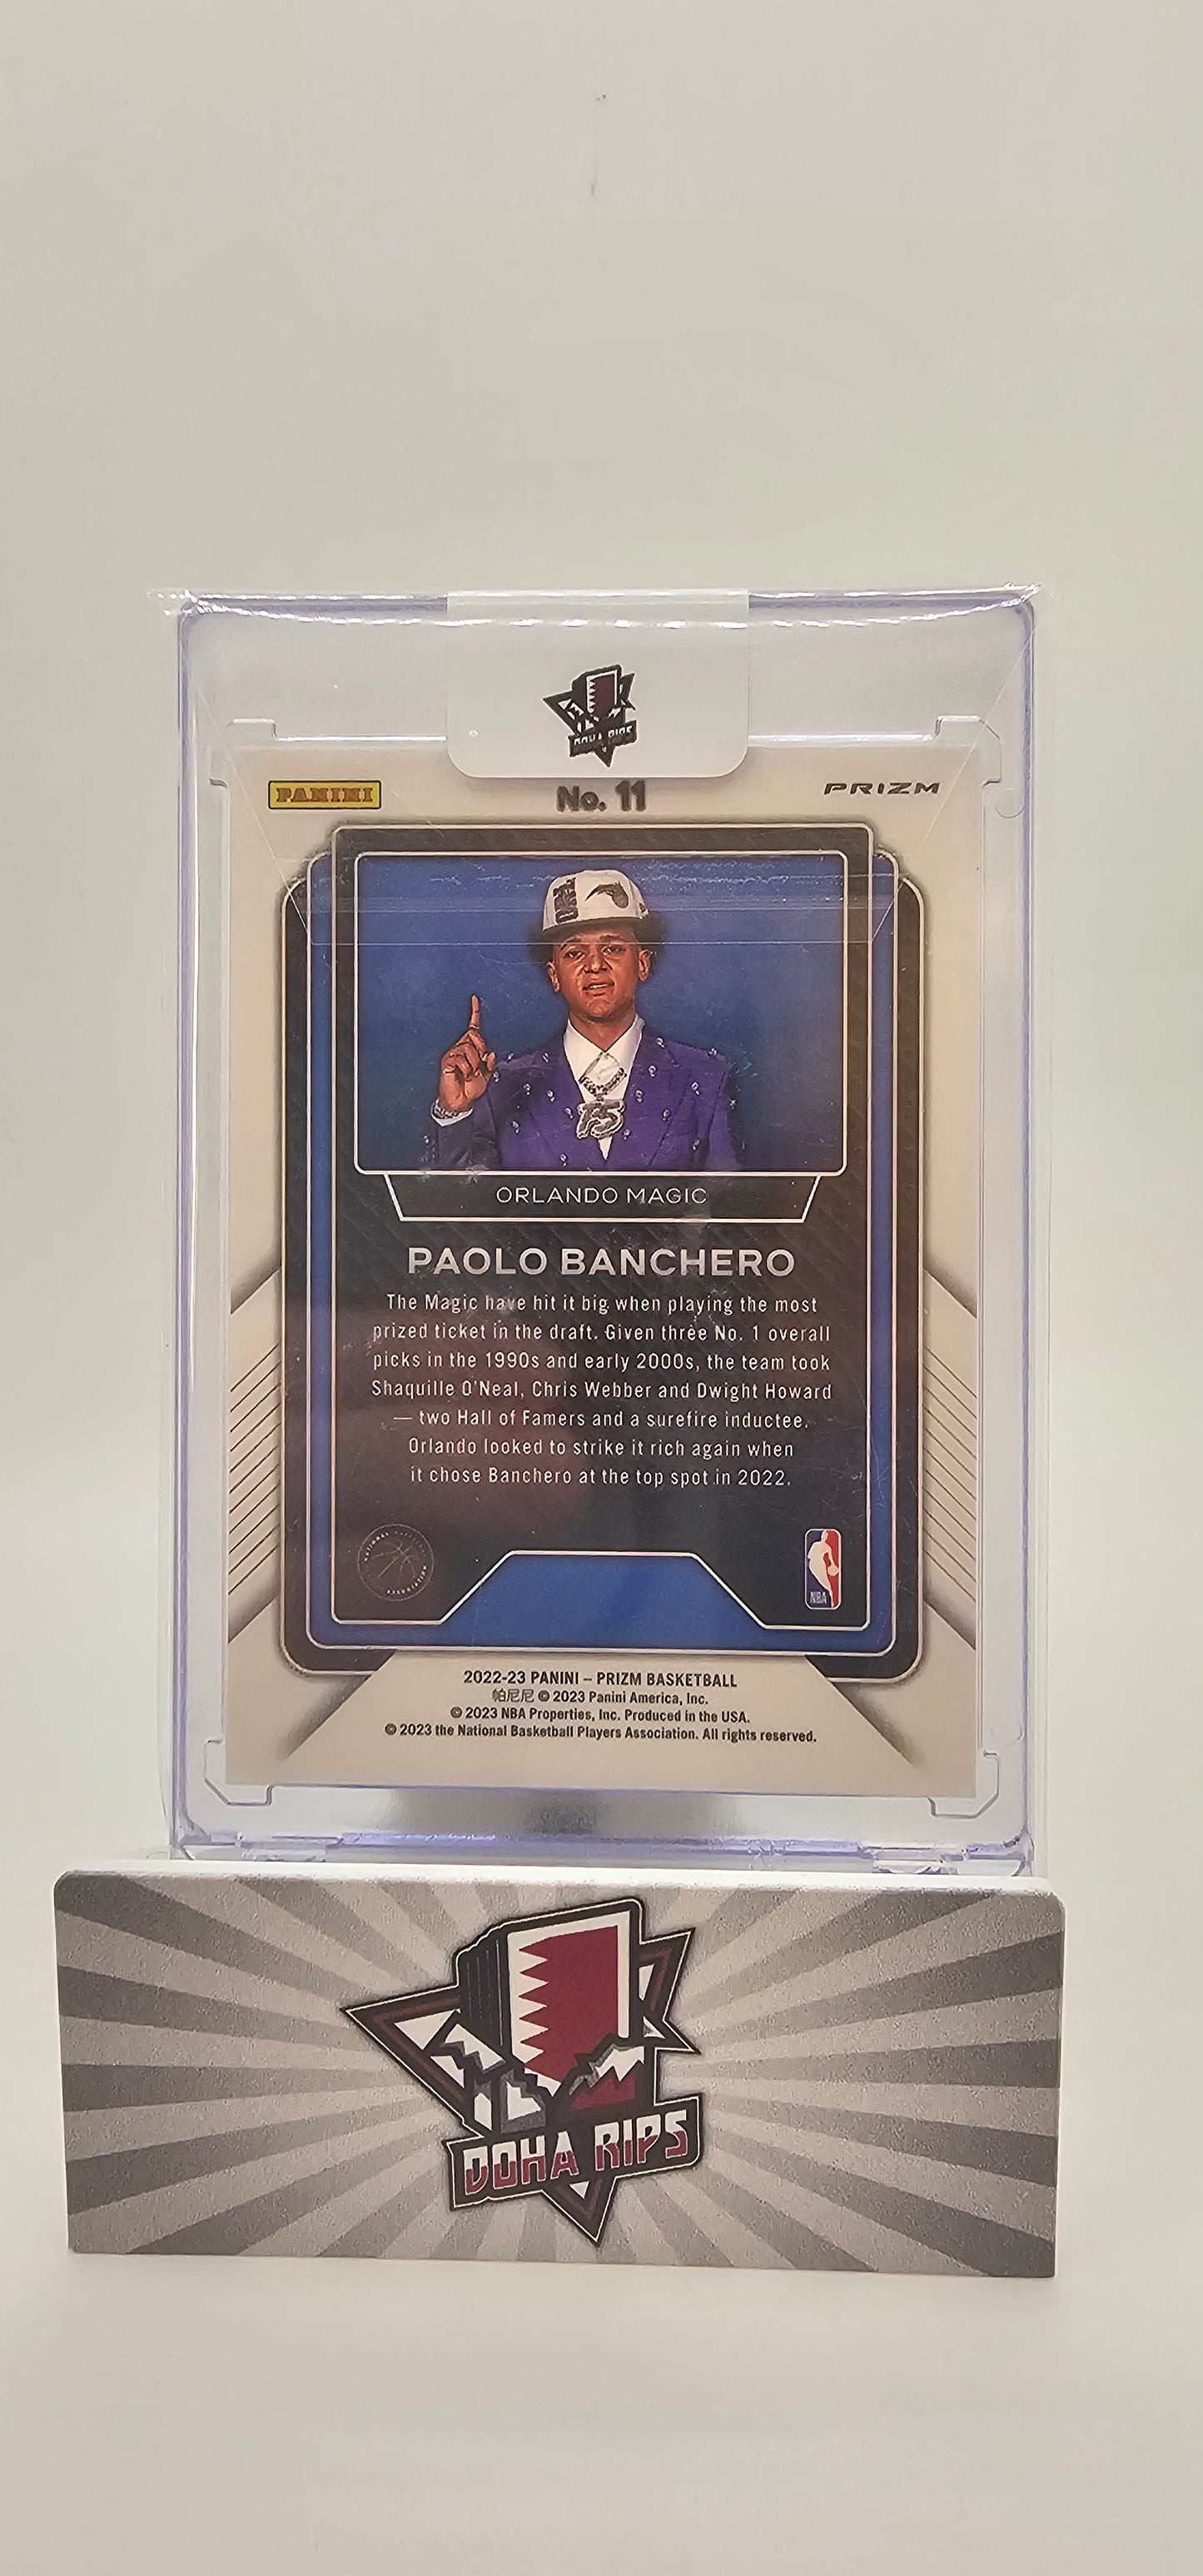 DOHA RIPS
PANINI
No. 11
PRIZM
75
ORLANDO MAGIC
PAOLO BANCHERO
The Magic have hit it big when playing the most
prized ticket in the draft. Given three No. 1 overall
picks in the 1990s and early 2000s, the team took
Shaquille O'Neal, Chris Webber and Dwight Howard
— two Hall of Famers and a surefire inductee.
Orlando looked to strike it rich again when
it chose Banchero at the top spot in 2022.
NBA
2022-23 PANINI – PRIZM BASKETBALL
帕尼尼 © 2023 Panini America, Inc.
© 2023 NBA Properties, Inc. Produced in the USA.
© 2023 the National Basketball Players Association. All rights reserved.
DOHA RIPS